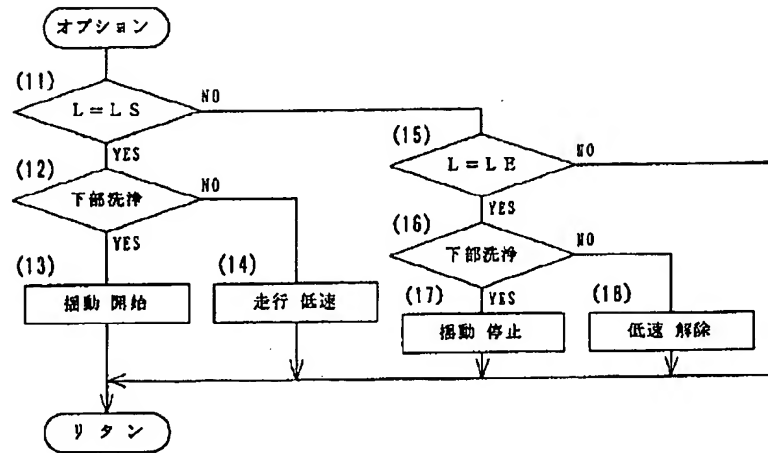 オプション
(11)
L=LS
NO
YES
(12)
下部洗浄
NO
YES
(13)
揺動 開始
(14)
走行 低速
(15)
L=LE
NO
YES
(16)
下部洗浄
NO
YES
(17)
揺動 停止
(18)
低速 解除
リタン